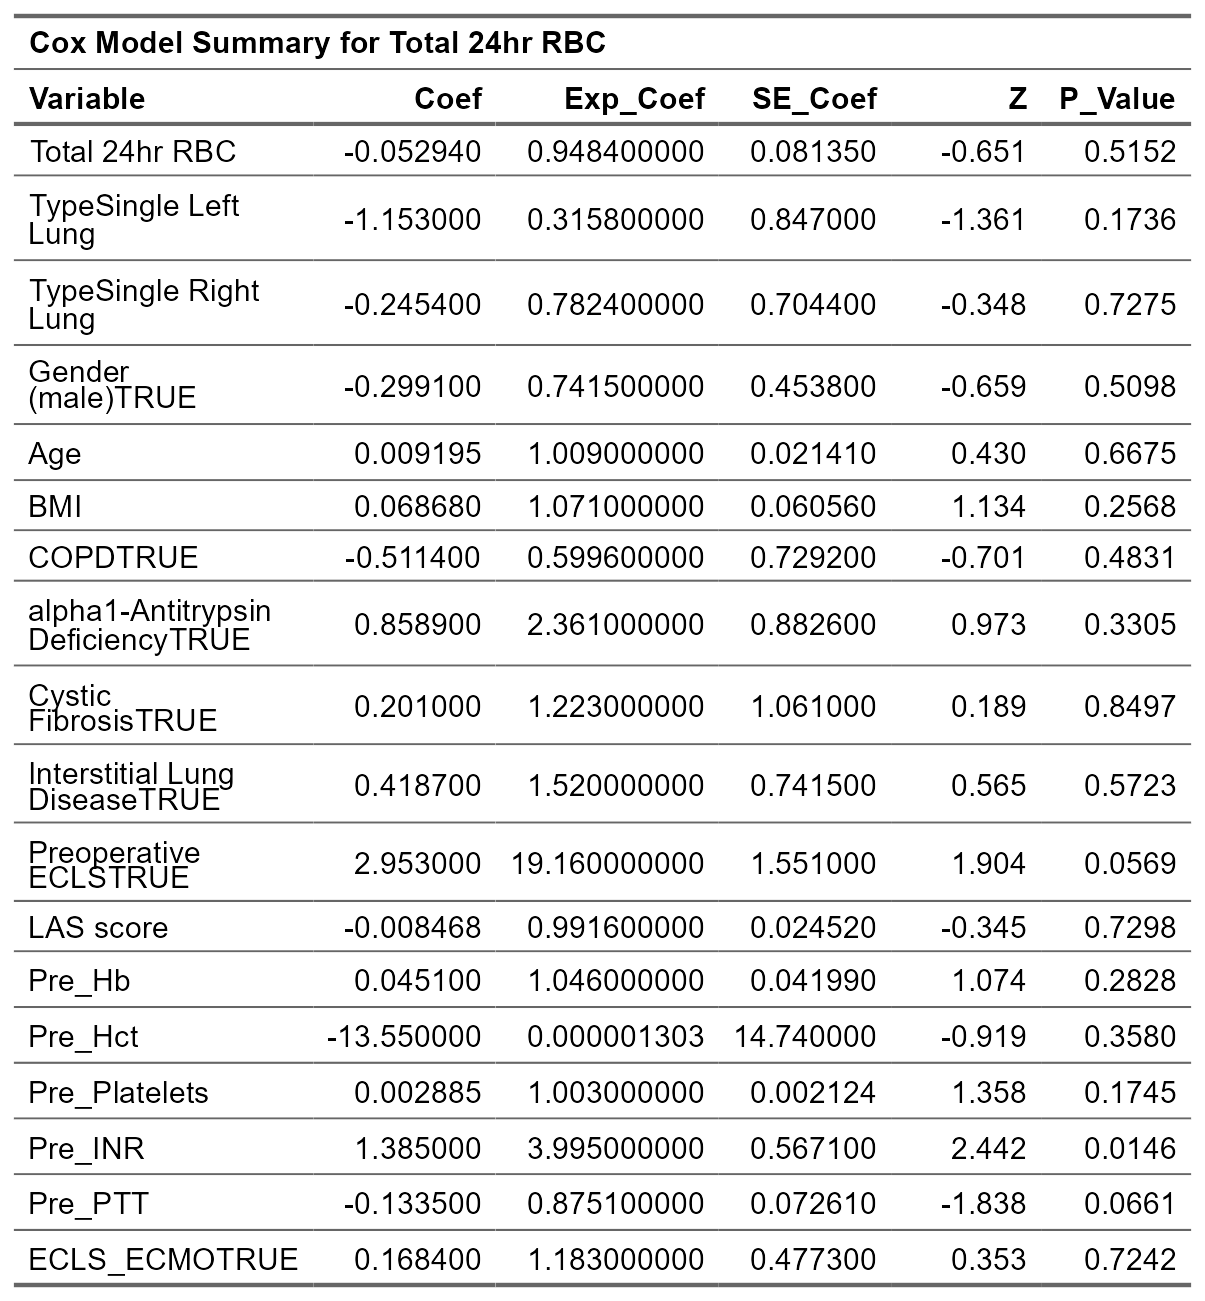 Cox Model Summary for Total 24hr RBC
Variable Coef Exp_Coef SE_Coef Z P_Value
Total 24hr RBC -0.052940 0.948400000 0.081350 -0.651 0.5152
TypeSingle Left
Lung -1.153000 0.315800000 0.847000 -1.361 0.1736
TypeSingle Right
Lung -0.245400 0.782400000 0.704400 -0.348 0.7275
Gender
(male)TRUE -0.299100 0.741500000 0.453800 -0.659 0.5098
Age 0.009195 1.009000000 0.021410 0.430 0.6675
BMI 0.068680 1.071000000 0.060560 1.134 0.2568
COPDTRUE -0.511400 0.599600000 0.729200 -0.701 0.4831
alpha1-Antitrypsin
DeficiencyTRUE 0.858900 2.361000000 0.882600 0.973 0.3305
Cystic
FibrosisTRUE 0.201000 1.223000000 1.061000 0.189 0.8497
Interstitial Lung
DiseaseTRUE 0.418700 1.520000000 0.741500 0.565 0.5723
Preoperative
ECLSTRUE 2.953000 19.160000000 1.551000 1.904 0.0569
LAS score -0.008468 0.991600000 0.024520 -0.345 0.7298
Pre_Hb 0.045100 1.046000000 0.041990 1.074 0.2828
Pre_Hct -13.550000 0.000001303 14.740000 -0.919 0.3580
Pre_Platelets 0.002885 1.003000000 0.002124 1.358 0.1745
Pre_INR 1.385000 3.995000000 0.567100 2.442 0.0146
Pre_PTT -0.133500 0.875100000 0.072610 -1.838 0.0661
ECLS_ECMOTRUE 0.168400 1.183000000 0.477300 0.353 0.7242